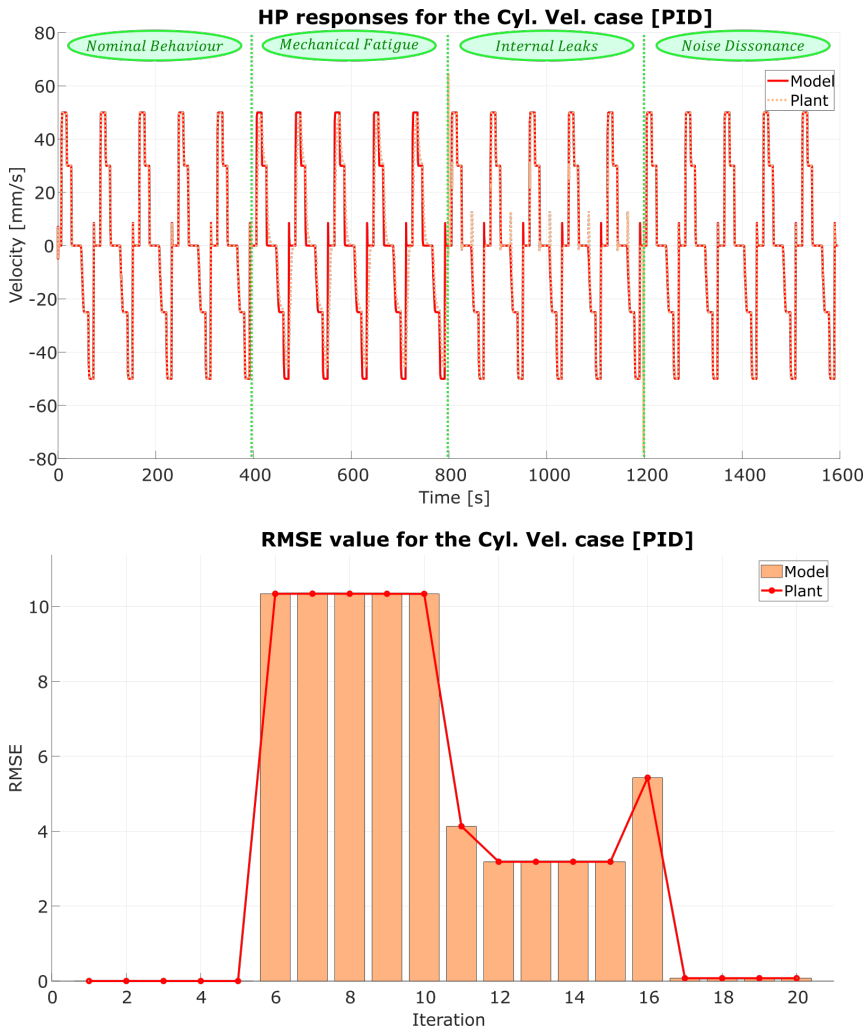 HP responses for the Cyl. Vel. case [PID]
Nominal Behaviour
Mechanical Fatigue
Internal Leaks
Noise Dissonance
Model
Plant
Velocity [mm/s]
80
60
40
20
0
-20
-40
-60
-80
0 200 400 600 800 1000 1200 1400 1600
Time [s]
RMSE value for the Cyl. Vel. case [PID]
Model
Plant
RMSE
10
8
6
4
2
0
0 2 4 6 8 10 12 14 16 18 20
Iteration